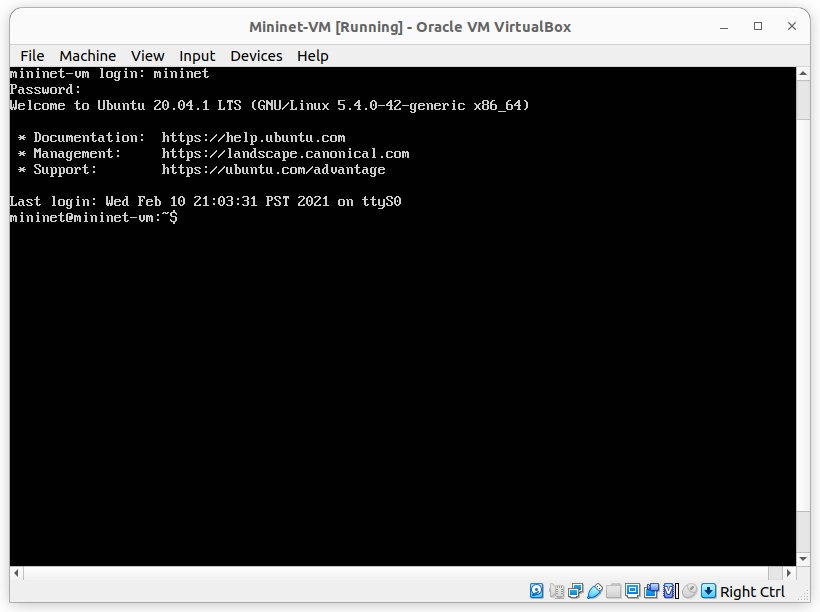 Mininet-VM [Running] - Oracle VM VirtualBox
File Machine View Input Devices Help
mininet-vm login: mininet
Password:
Welcome to Ubuntu 20.04.1 LTS (GNU/Linux 5.4.0-42-generic x86_64)
* Documentation: https://help.ubuntu.com
* Management: https://landscape.canonical.com
* Support: https://ubuntu.com/advantage
Last login: Wed Feb 10 21:03:31 PST 2021 on ttyS0
mininet@mininet-vm:~$
Right Ctrl